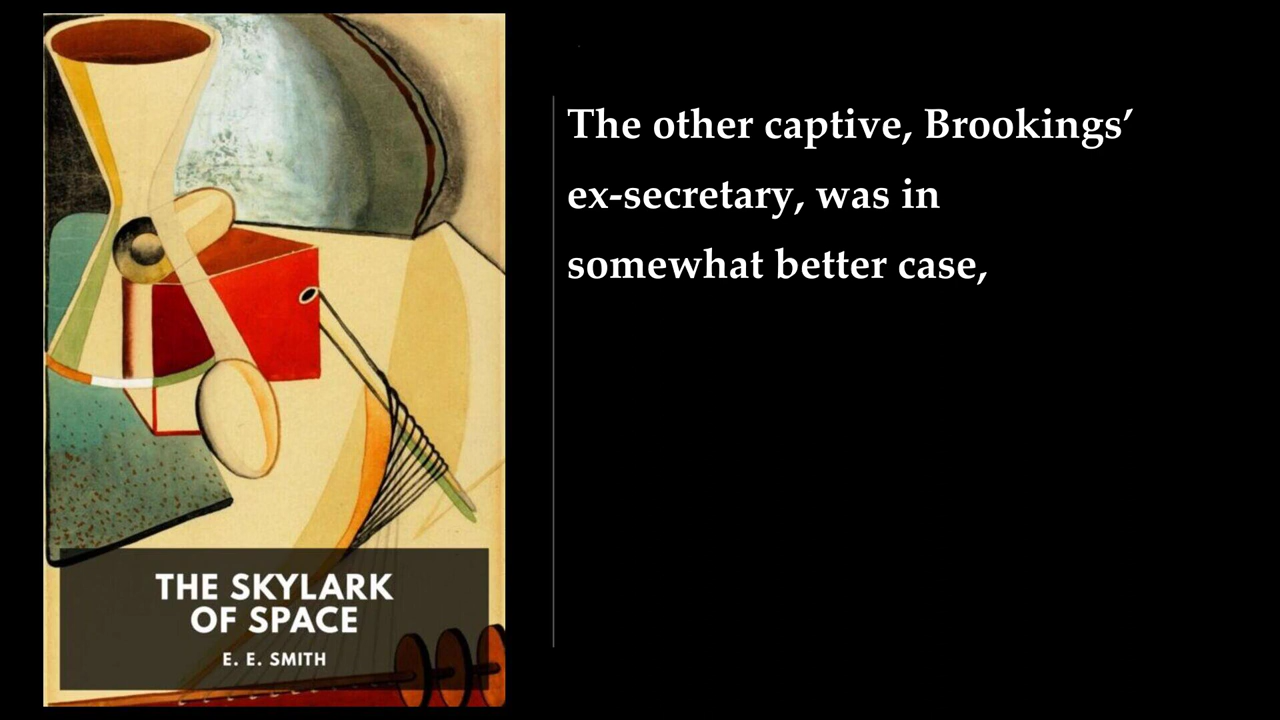 THE SKYLARK
OF SPACE
E. E. SMITH
The other captive, Brookings’
ex-secretary, was in
somewhat better case,